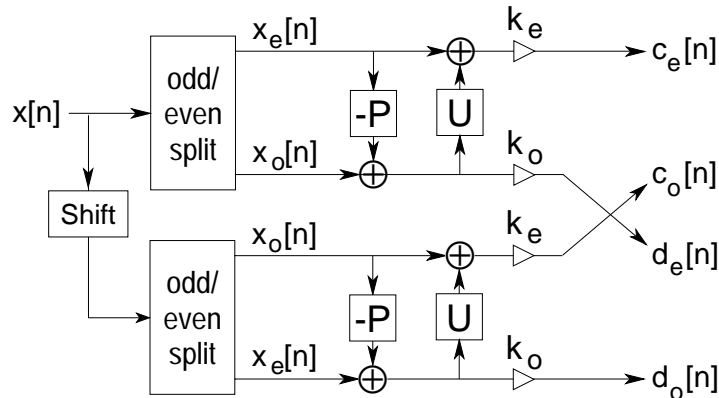 x[n]
Shift
odd/
even
split
x_e[n]
x_o[n]
-P
U
k_e
k_o
c_e[n]
c_o[n]
d_e[n]
odd/
even
split
x_o[n]
x_e[n]
-P
U
k_e
k_o
d_o[n]